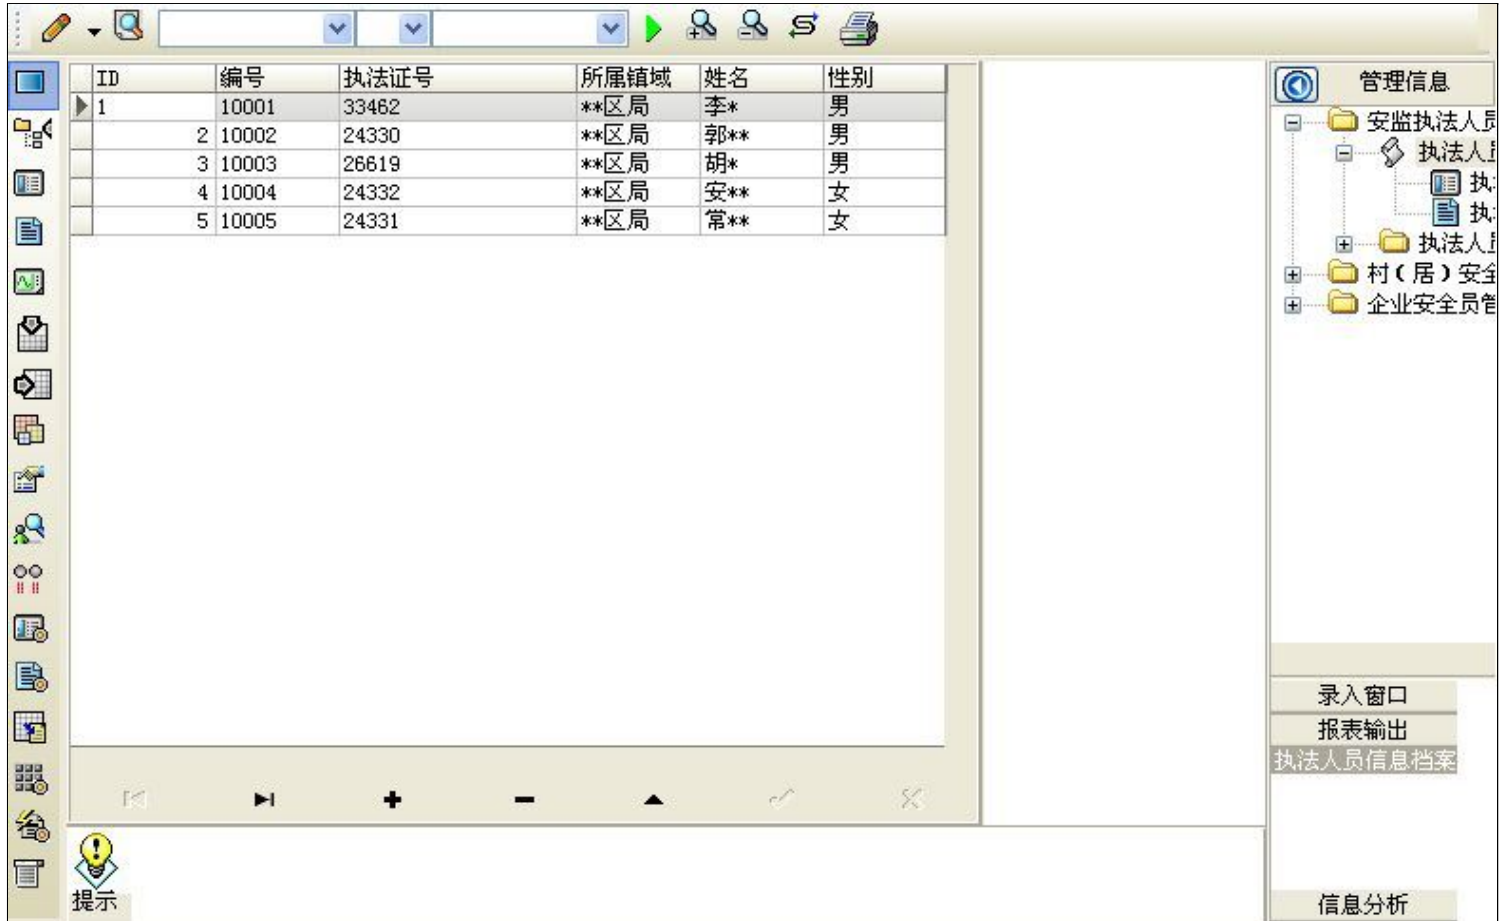 ID 编号 执法证号 所属镇域 姓名 性别
1 10001 33462 **区局 李* 男
2 10002 24330 **区局 郭** 男
3 10003 26619 **区局 胡* 男
4 10004 24332 **区局 安** 女
5 10005 24331 **区局 常** 女
提示
管理信息
安监执法人员
执法人员
执法
执法
执法人员
村(居)安全
企业安全员管
录入窗口
报表输出
执法人员信息档案
信息分析